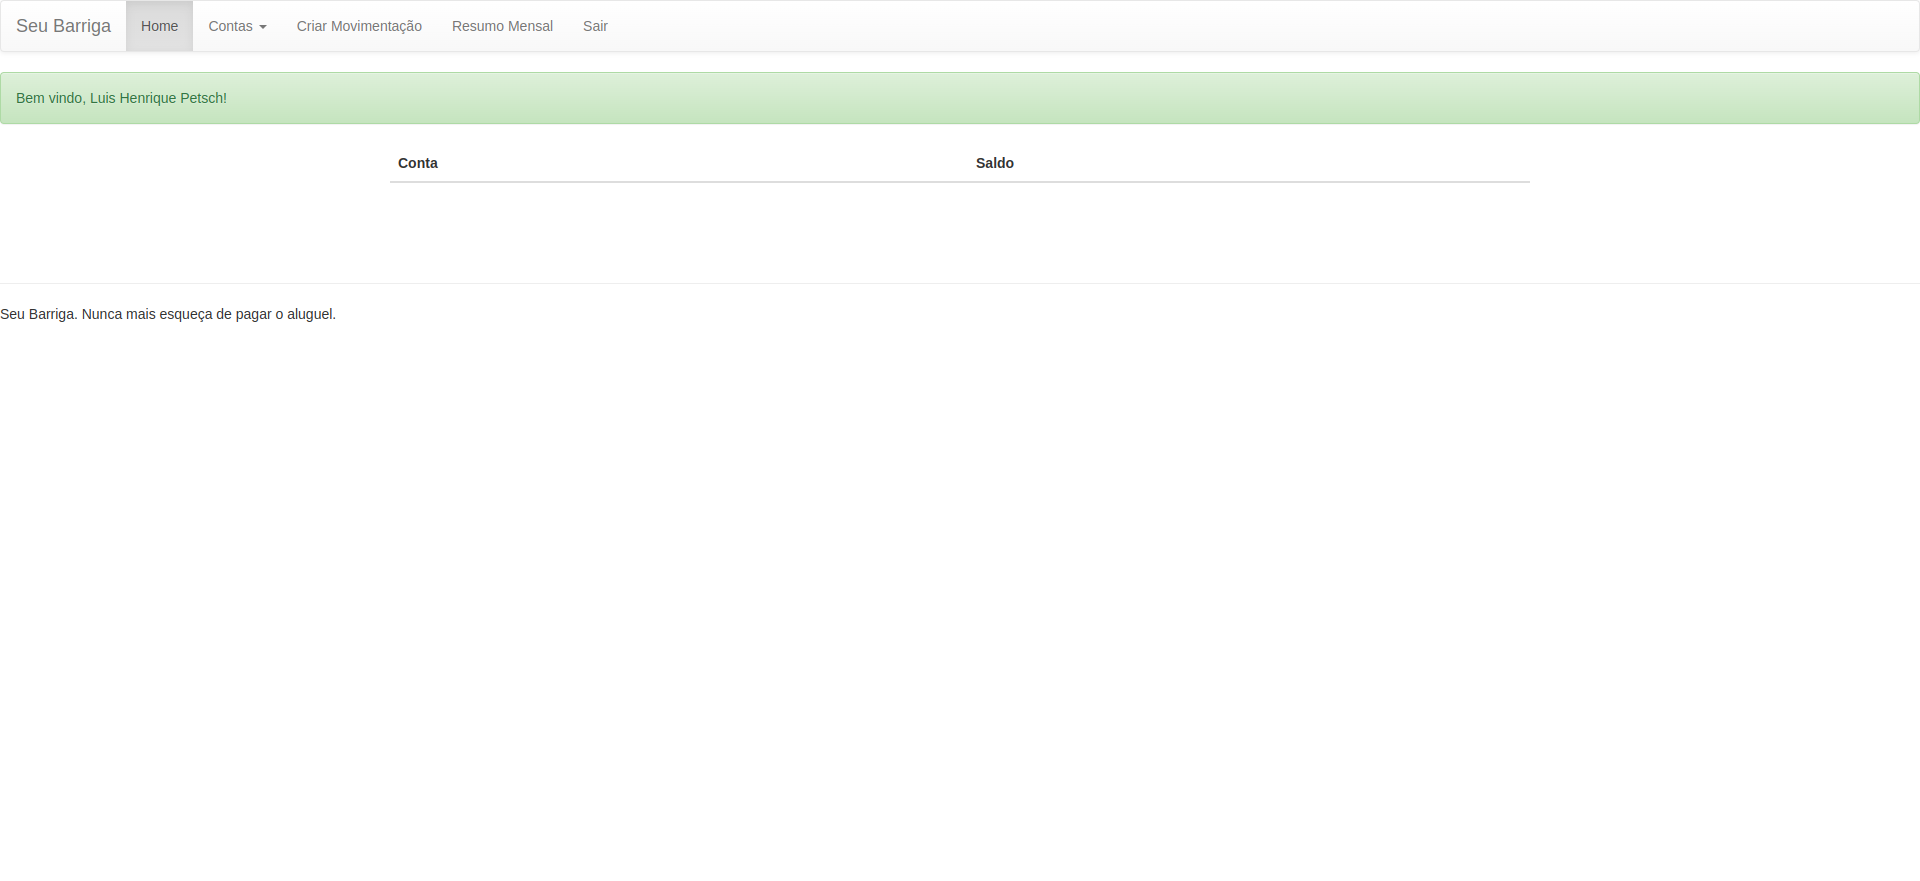 Seu Barriga Home Contas Criar Movimentação Resumo Mensal Sair
Bem vindo, Luis Henrique Petsch!
Conta Saldo
Seu Barriga. Nunca mais esqueça de pagar o aluguel.